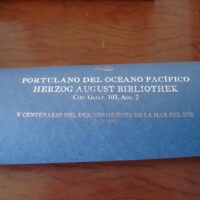 PORTULANO DEL OCEANO PACÍFICO
HERZOG AUGUST BIBLIOTHEK
COD. GUELF. 103, AUG. 2
V CENTENARIO DEL DESCUBRIMIENTO DE LA MAR DEL SUR